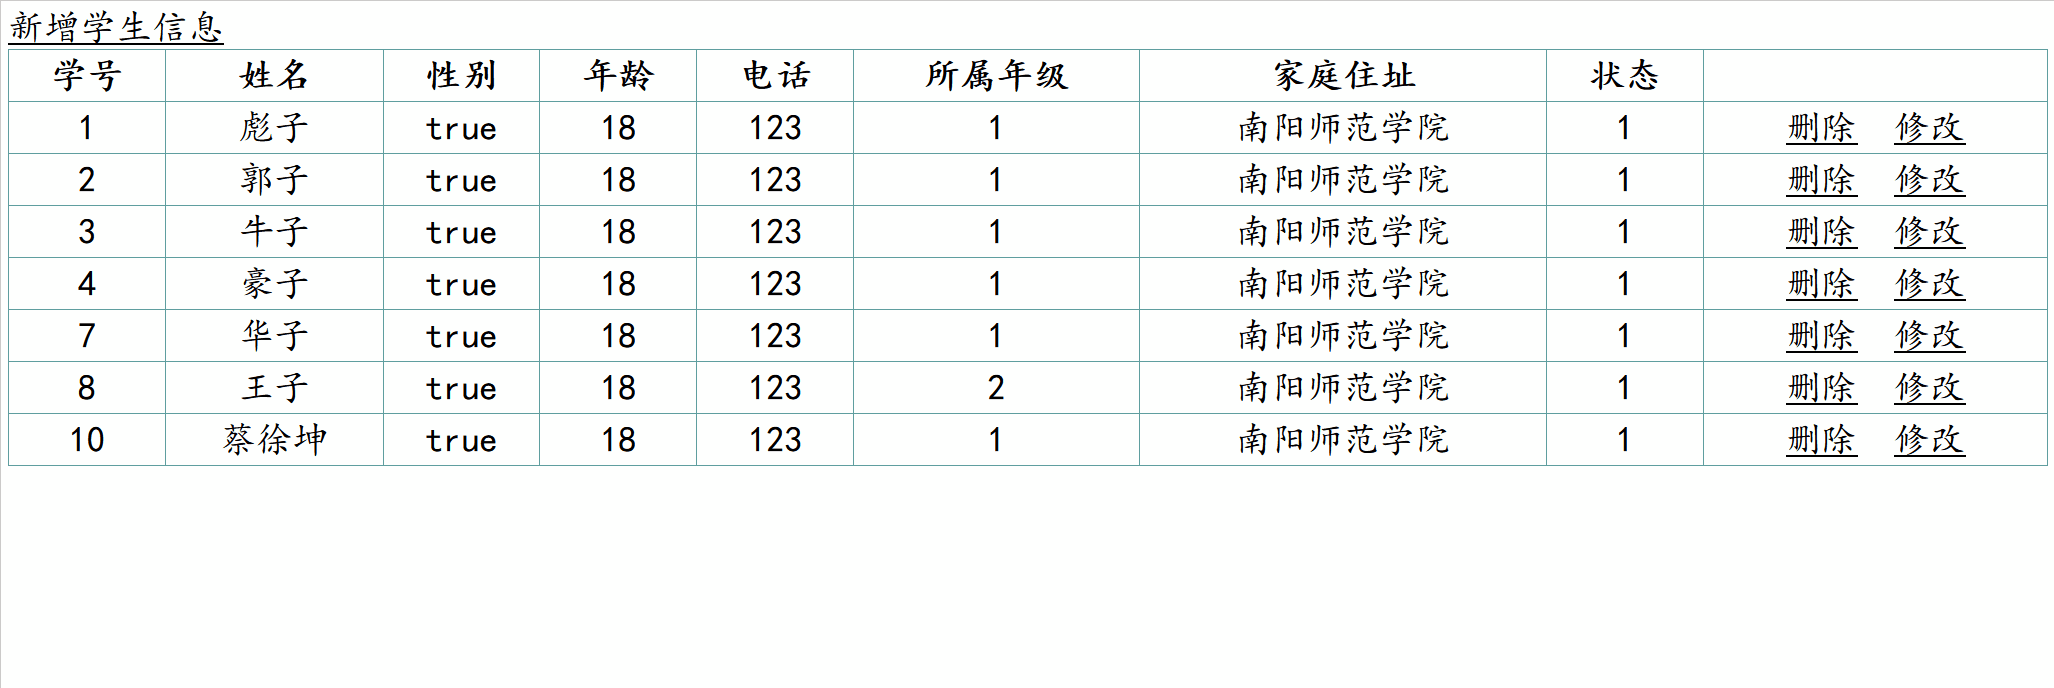 新增学生信息
学号 姓名 性别 年龄 电话 所属年级 家庭住址 状态
1 彪子 true 18 123 1 南阳师范学院 1 删除 修改
2 郭子 true 18 123 1 南阳师范学院 1 删除 修改
3 牛子 true 18 123 1 南阳师范学院 1 删除 修改
4 豪子 true 18 123 1 南阳师范学院 1 删除 修改
7 华子 true 18 123 1 南阳师范学院 1 删除 修改
8 王子 true 18 123 2 南阳师范学院 1 删除 修改
10 蔡徐坤 true 18 123 1 南阳师范学院 1 删除 修改